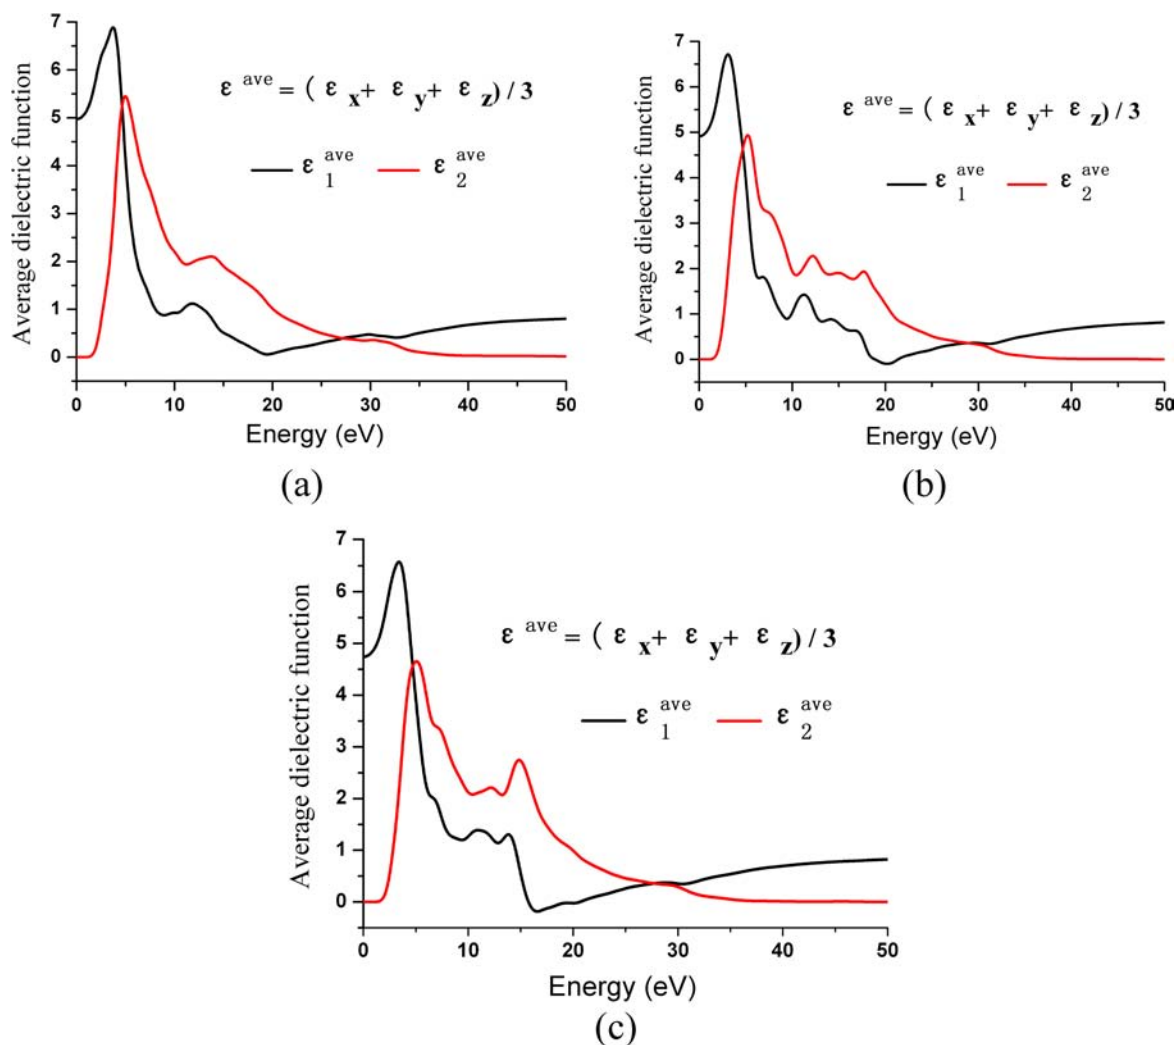 Average dielectric function
7
6
5
4
3
2
1
0
ε ave = ( ε x+ ε y+ ε z)/3
ε 1 ave ε 2 ave
0 10 20 30 40 50
Energy (eV)
(a)
Average dielectric function
7
6
5
4
3
2
1
0
ε ave = ( ε x+ ε y+ ε z)/3
ε 1 ave ε 2 ave
0 10 20 30 40 50
Energy (eV)
(b)
Average dielectric function
7
6
5
4
3
2
1
0
ε ave = ( ε x+ ε y+ ε z)/3
ε 1 ave ε 2 ave
0 10 20 30 40 50
Energy (eV)
(c)